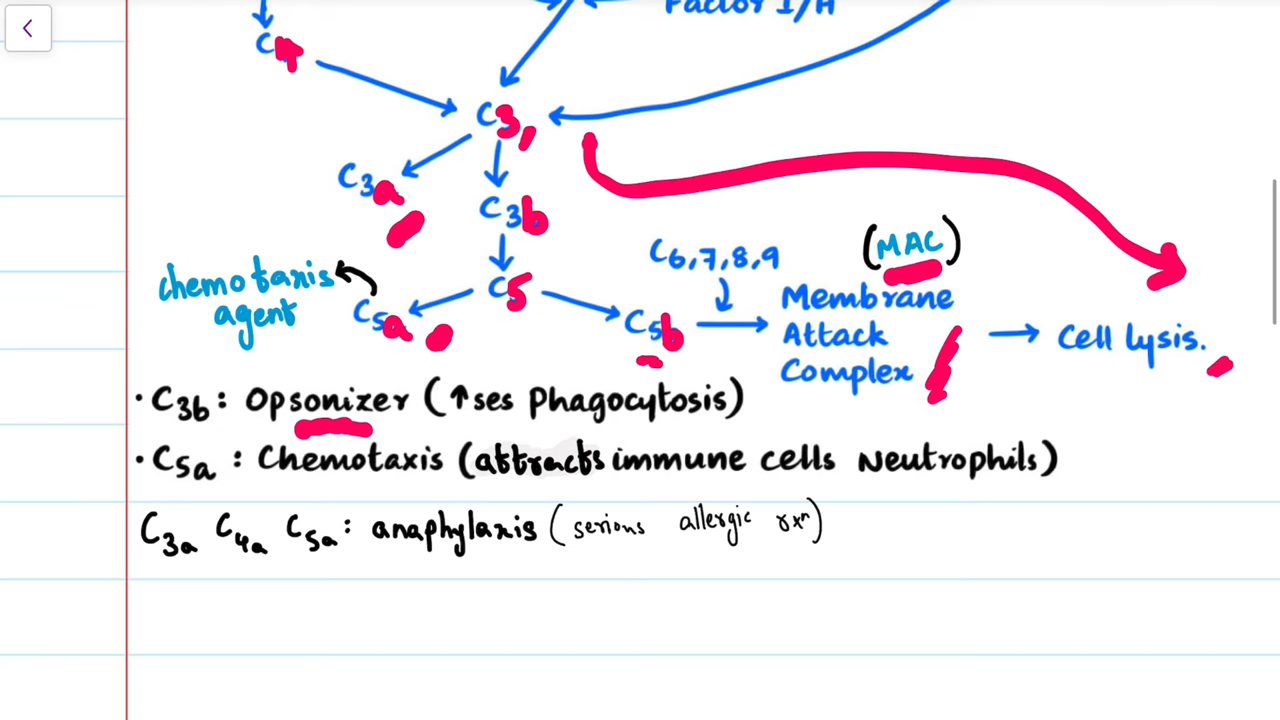 Factor I/H
C4
C3,
C3a
C3b
C6,7,8,9
(MAC)
chemotaxis
agent
C5
C5a
C5b
Membrane
Attack
Complex
Cell lysis.
· C3b: Opsonizer (↑ses Phagocytosis)
· C5a : Chemotaxis (attracts immune cells Neutrophils)
C3a C4a C5a: anaphylaxis (serious allergic rxn)